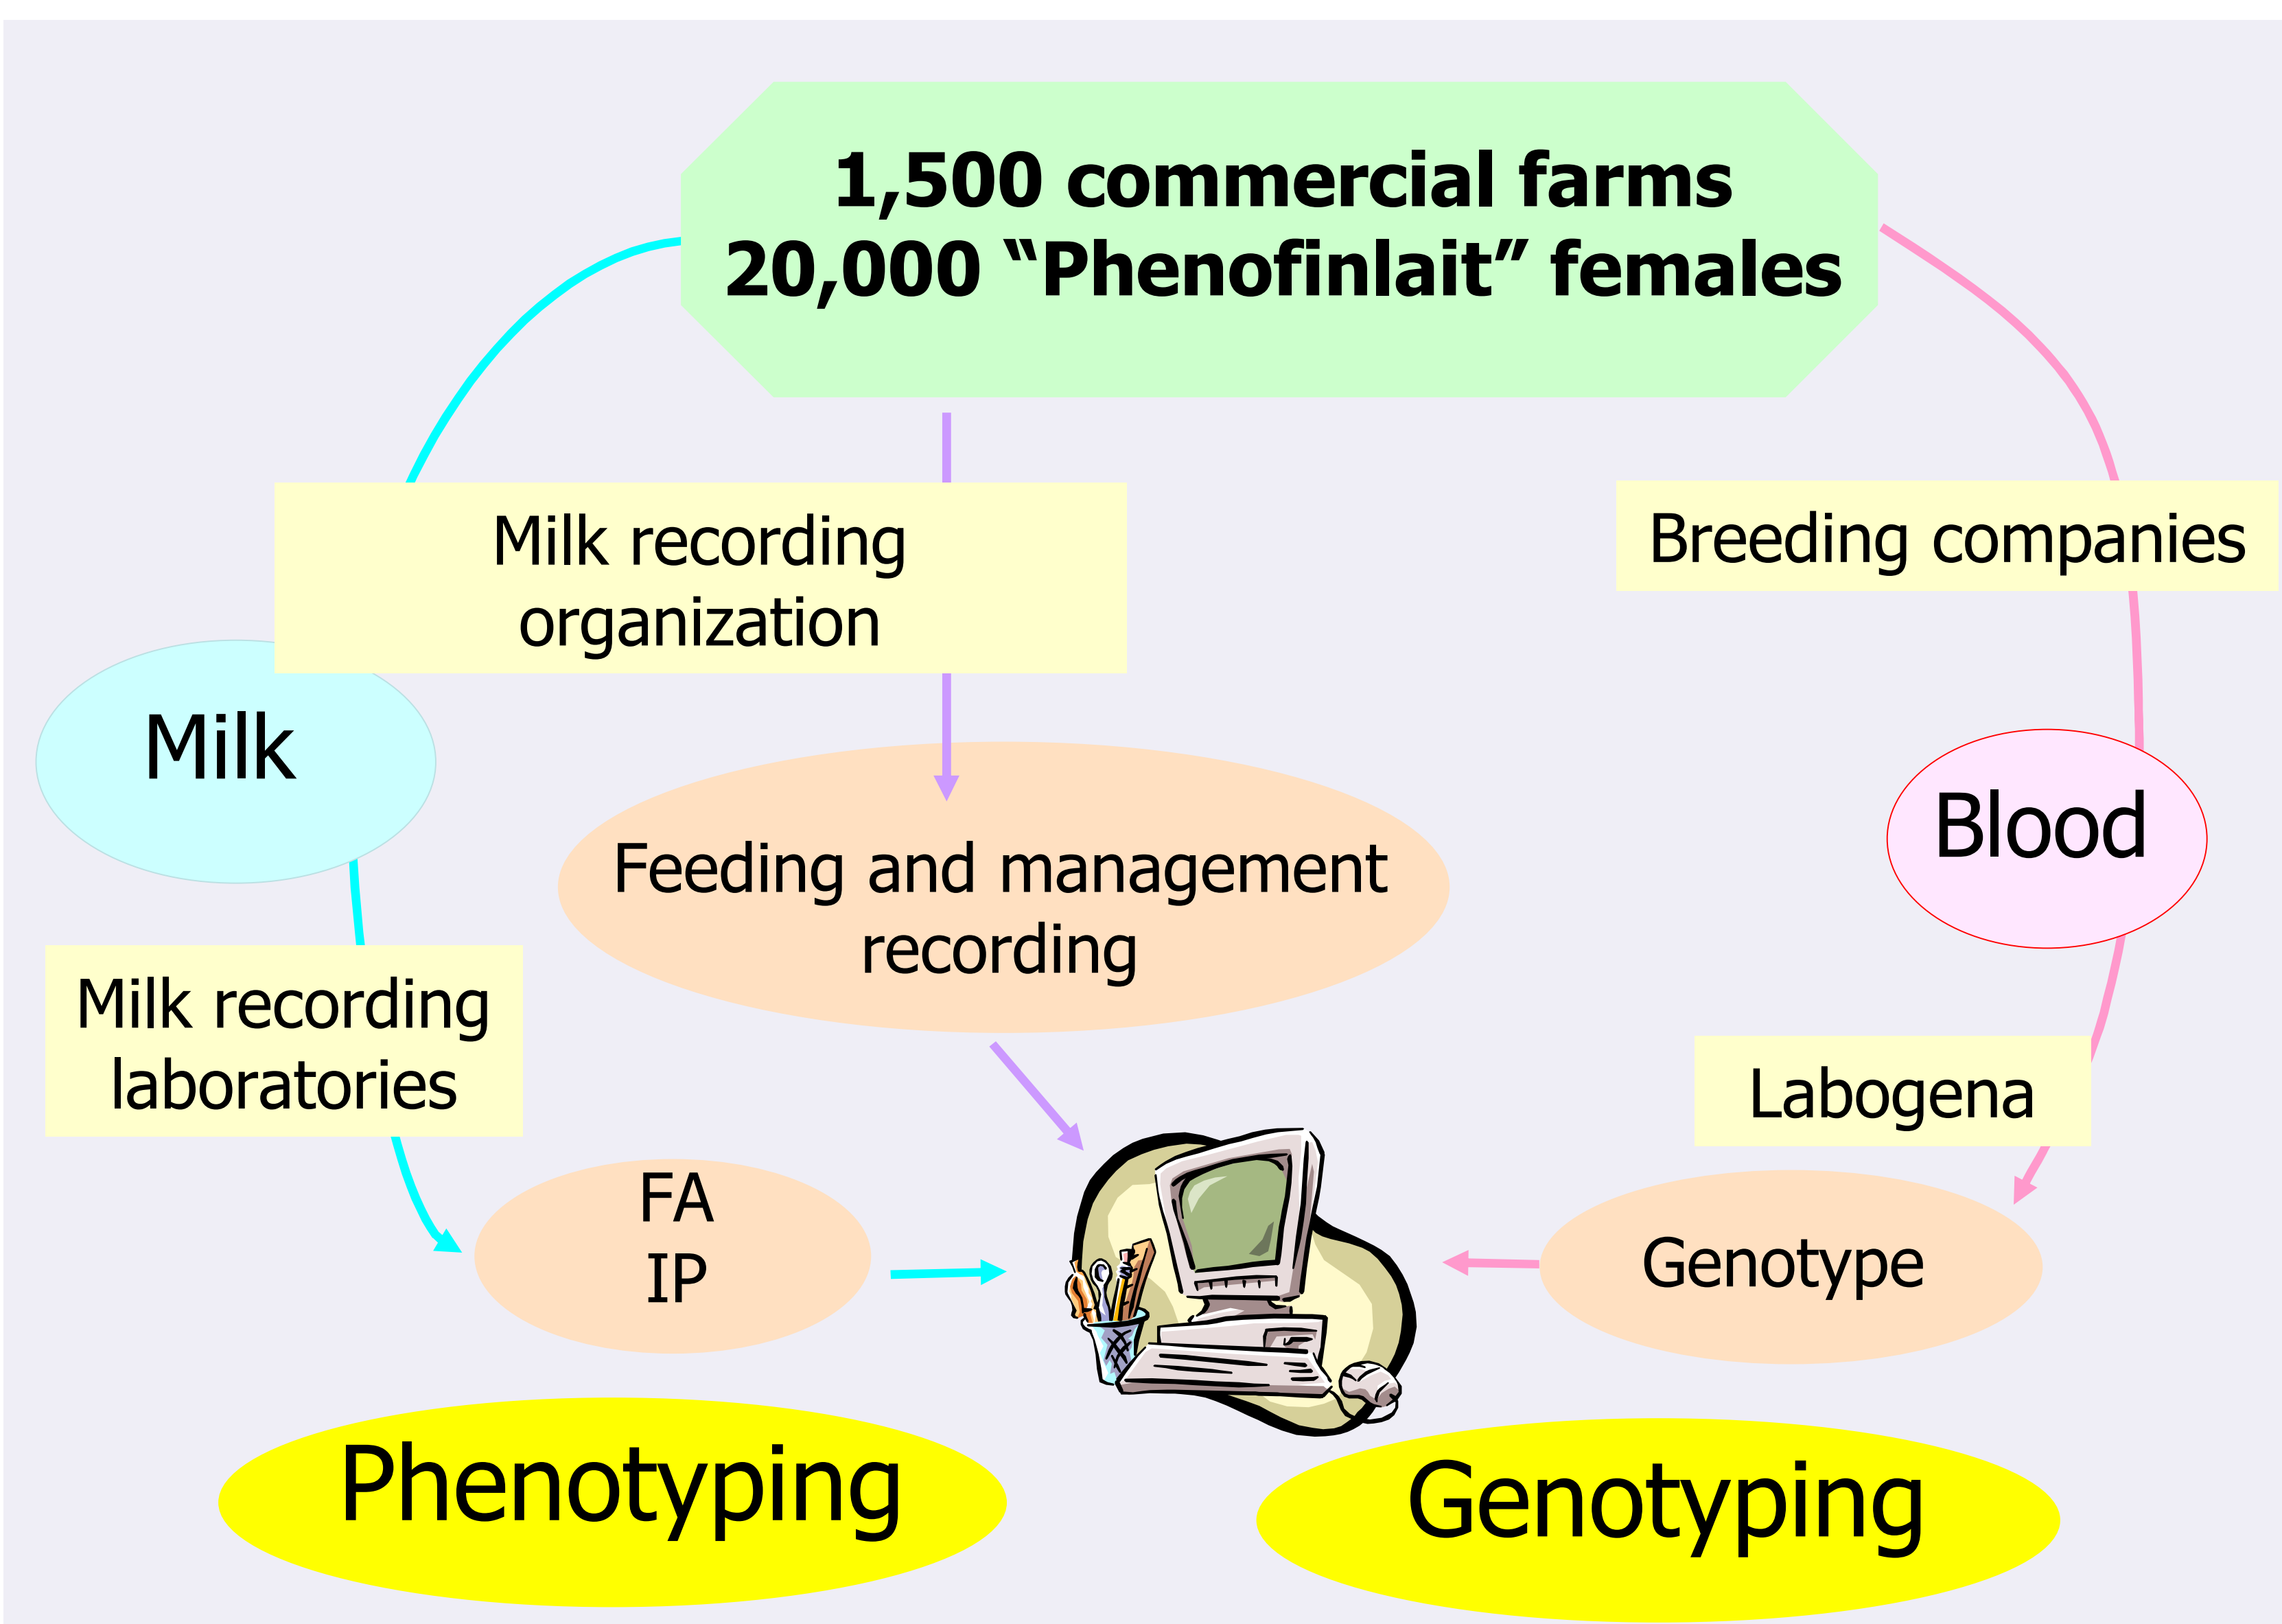 1,500 commercial farms
20,000 “Phenofinlait” females
Milk recording
organization
Breeding companies
Milk
Feeding and management
recording
Blood
Milk recording
laboratories
Labogena
FA
IP
Genotype
Phenotyping
Genotyping